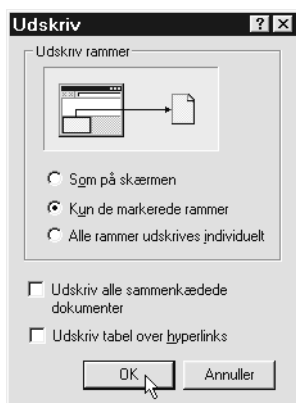 Udskriv
Udskriv rammer
Som på skærmen
Kun de markerede rammer
Alle rammer udskrives individuelt
Udskriv alle sammenkædede
dokumenter
Udskriv tabel over hyperlinks
OK
Annuller